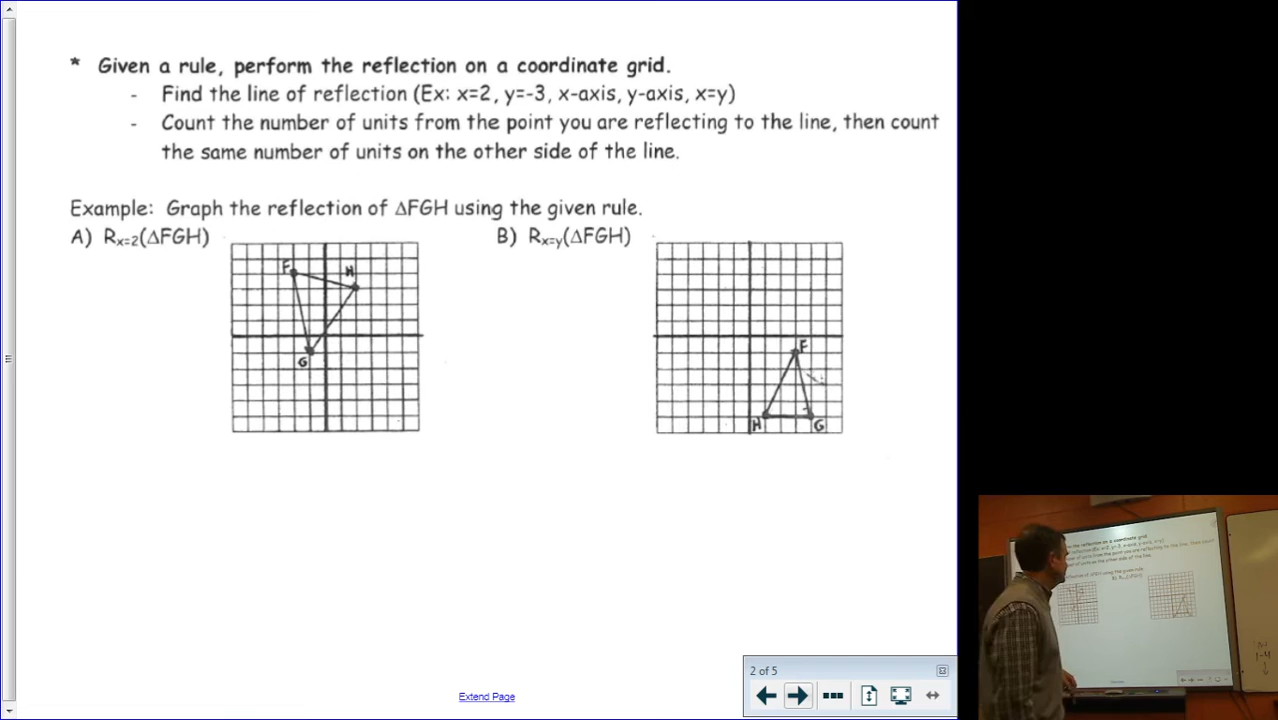 * Given a rule, perform the reflection on a coordinate grid.
- Find the line of reflection (Ex: x=2, y=-3, x-axis, y-axis, x=y)
- Count the number of units from the point you are reflecting to the line, then count
the same number of units on the other side of the line.
Example: Graph the reflection of ∆FGH using the given rule.
A) Rx=2(∆FGH)
B) Rx=y(∆FGH)
F
H
G
F
H
G
2 of 5
Extend Page